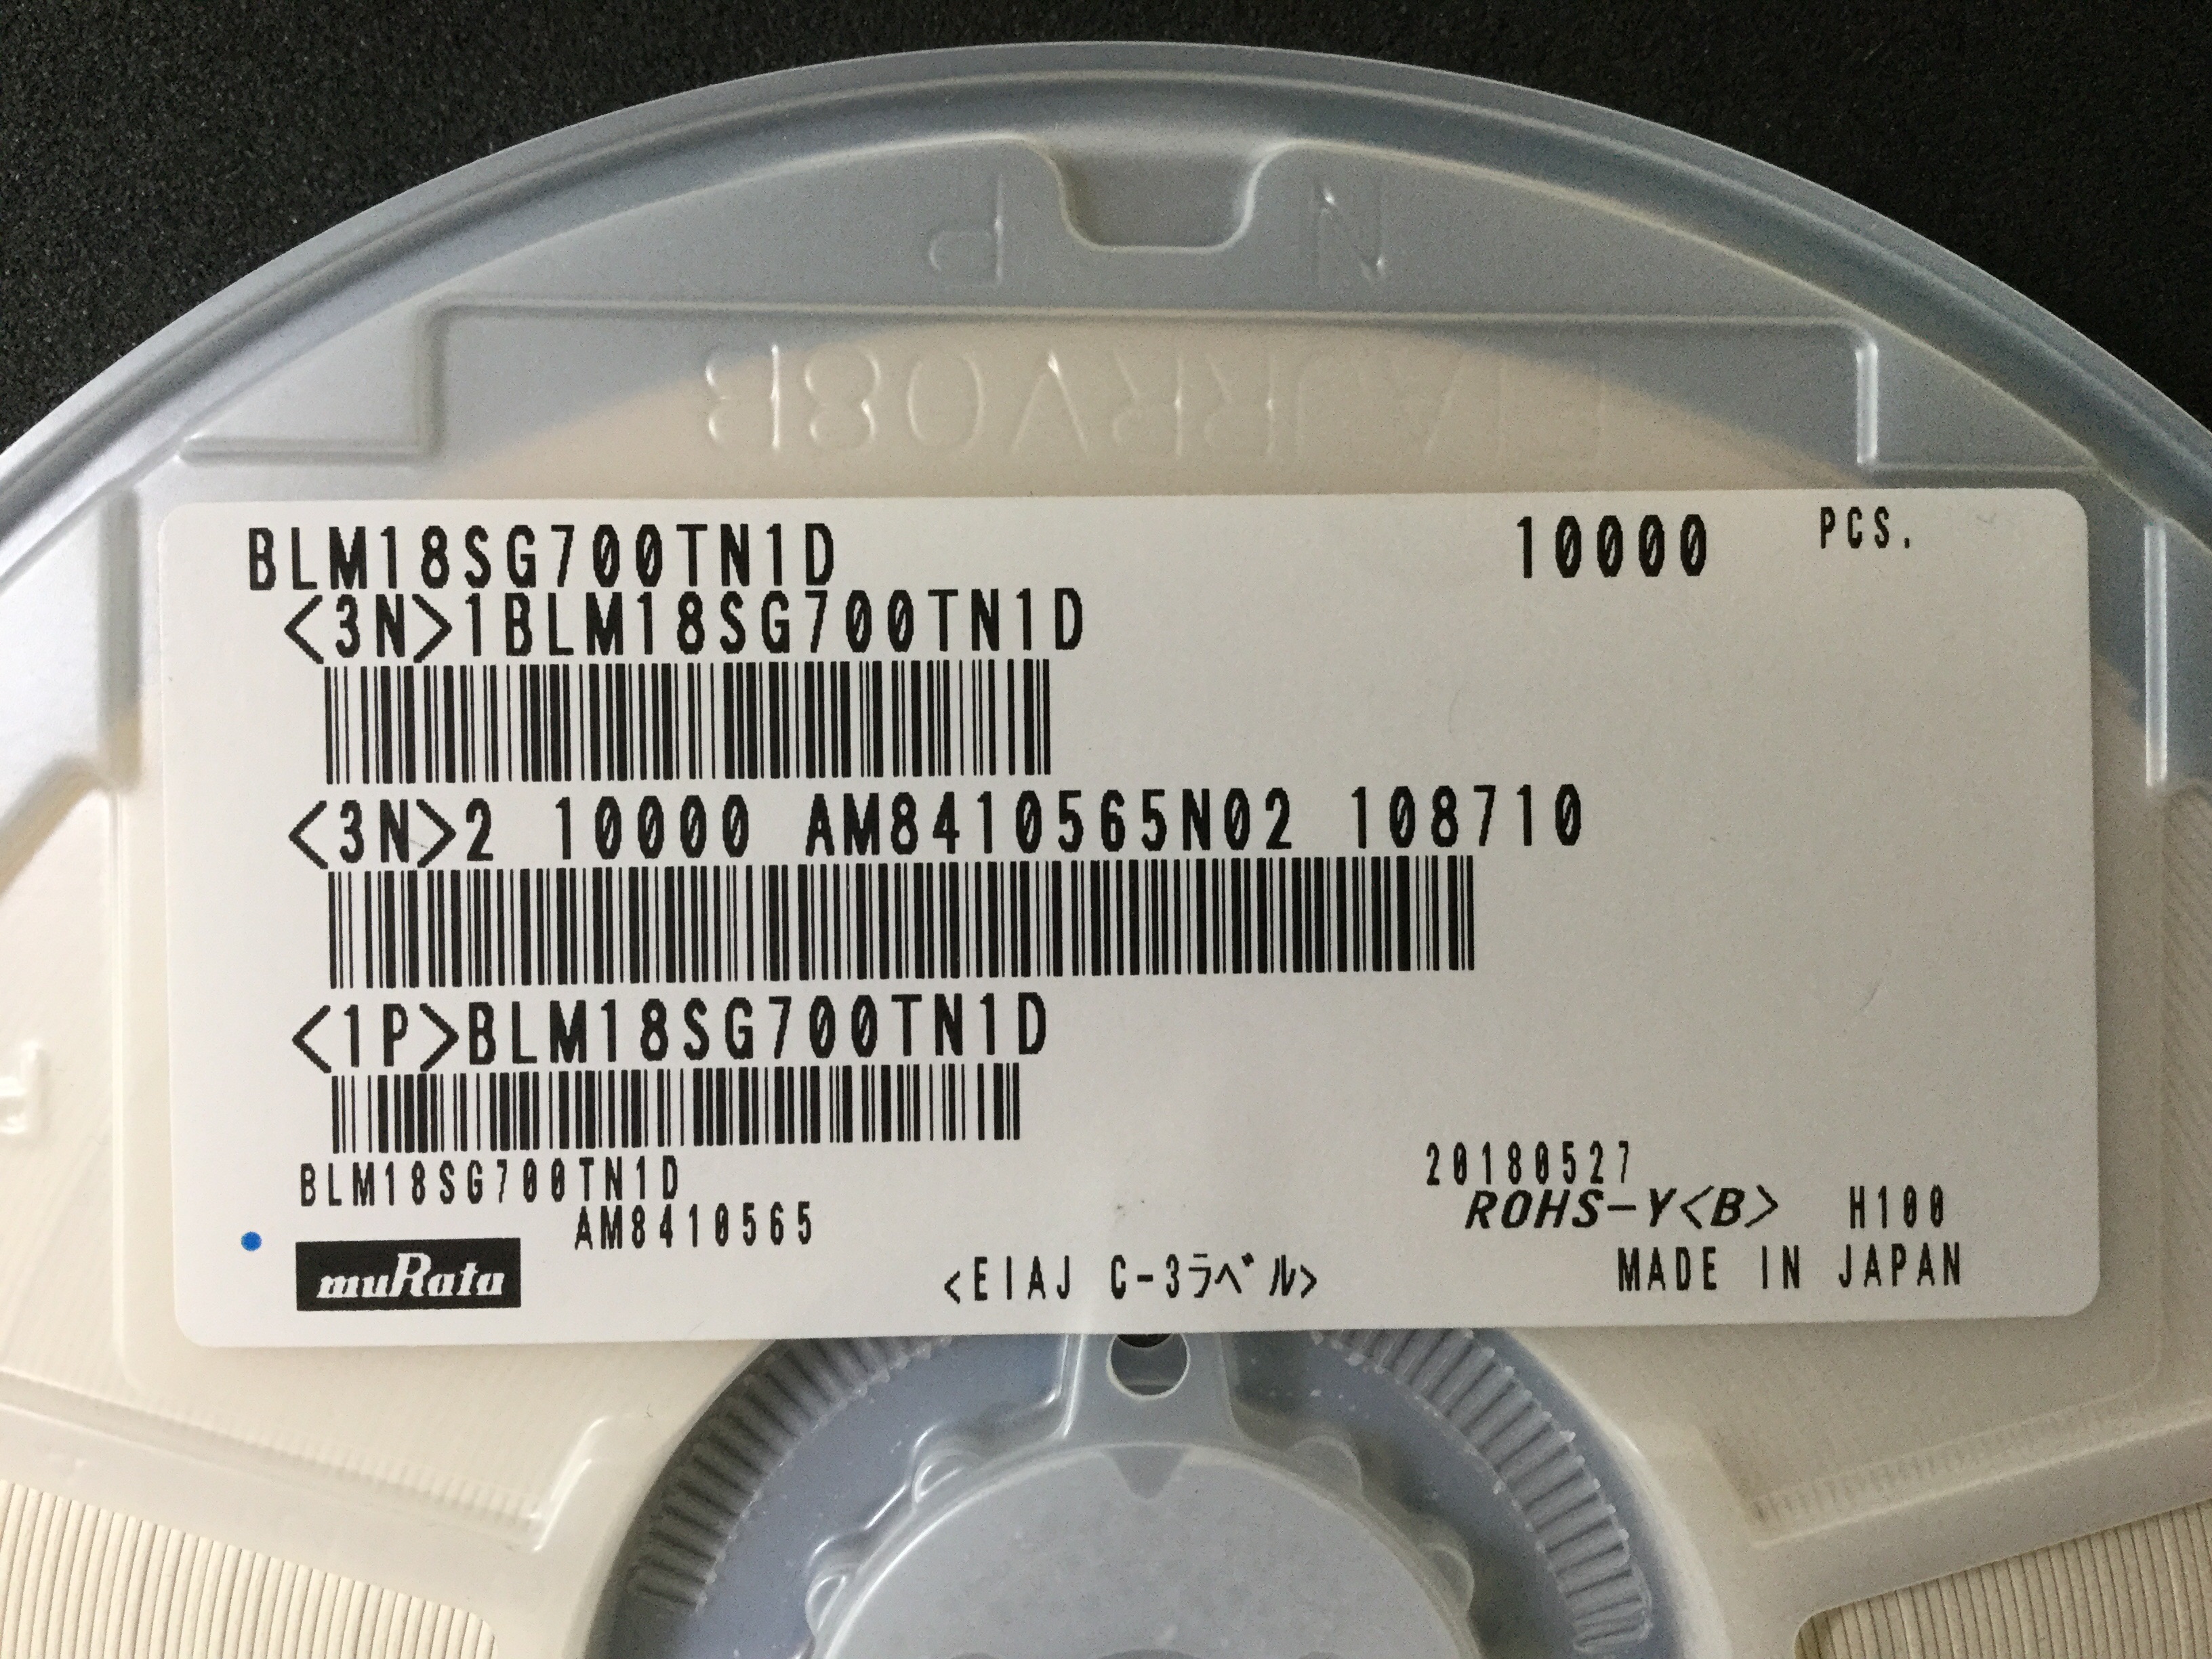 P N
EIAJRRV08B
BLM18SG700TN1D 10000 PCS.
<3N>1BLM18SG700TN1D
<3N>2 10000 AM8410565N02 108710
<1P>BLM18SG700TN1D
BLM18SG700TN1D 20180527
AM8410565 ROHS-Y<B> H100
muRata <EIAJ C-3ラベル> MADE IN JAPAN